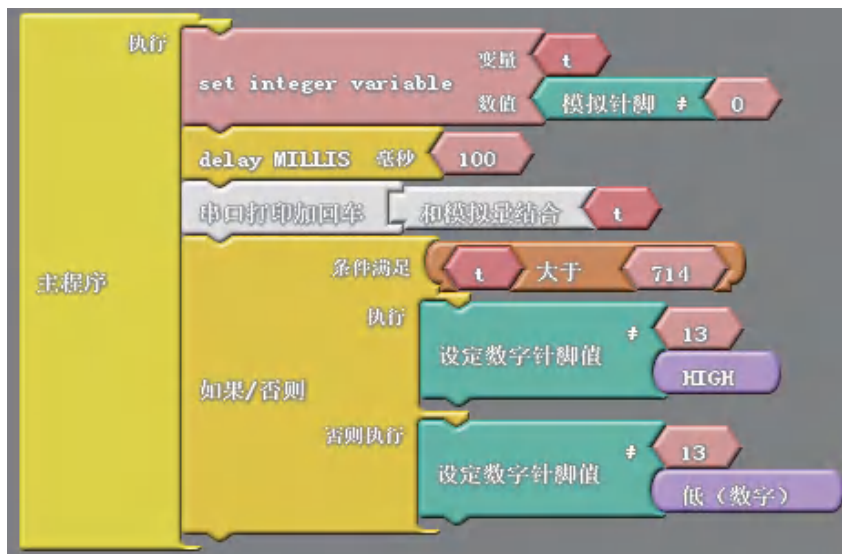 执行
变量 t
set integer variable
数值 模拟针脚 # 0
delay MILLIS 毫秒 100
串口打印加回车 和模拟量结合 t
条件满足 t 大于 714
主程序
执行
# 13
设定数字针脚值
HIGH
如果/否则
否则执行
# 13
设定数字针脚值
低（数字）